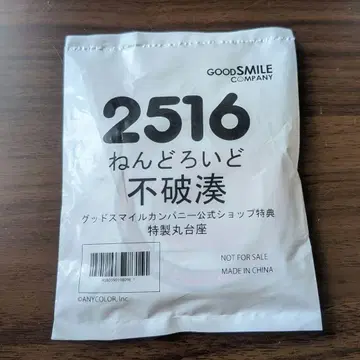 GOODSMILE
COMPANY
2516
ねんどろいど
不破湊
グッドスマイルカンパニー公式ショップ特典
特製丸台座
NOT FOR SALE
MADE IN CHINA
©ANYCOLOR, Inc.